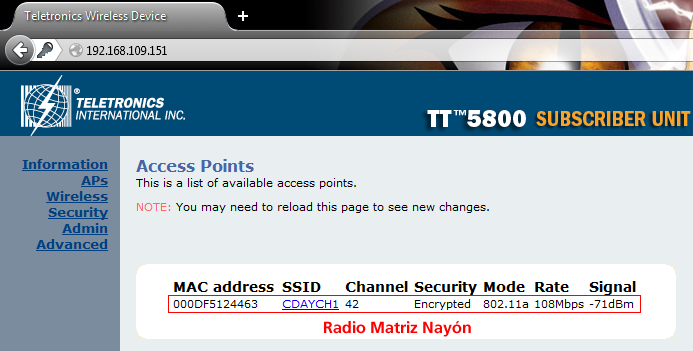 Teletronics Wireless Device
+
192.168.109.151
TELETRONICS®
INTERNATIONAL INC.
TT™5800 SUBSCRIBER UNIT
Information
APs
Wireless
Security
Admin
Advanced
Access Points
This is a list of available access points.
NOTE: You may need to reload this page to see new changes.
MAC address SSID Channel Security Mode Rate Signal
000DF5124463 CDAYCH1 42 Encrypted 802.11a 108Mbps -71dBm
Radio Matriz Nayón